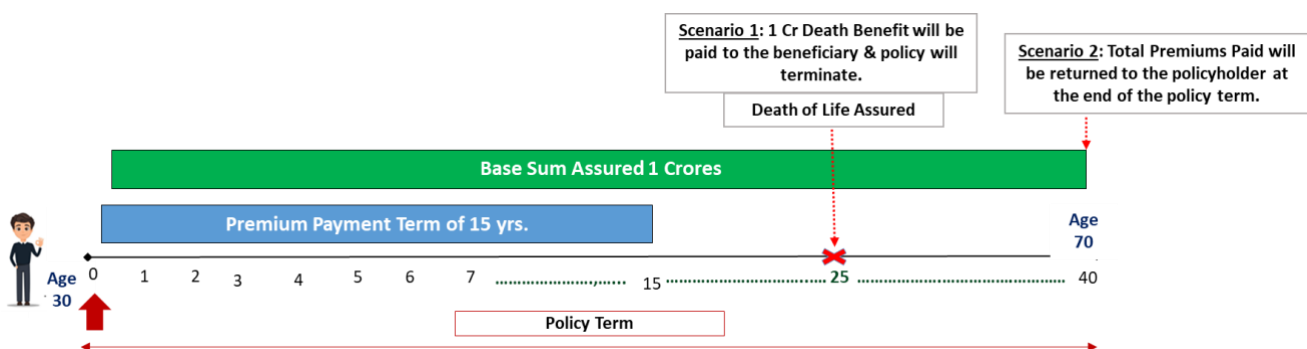 Scenario 1: 1 Cr Death Benefit will be
paid to the beneficiary & policy will
terminate.
Scenario 2: Total Premiums Paid will
be returned to the policyholder at
the end of the policy term.
Death of Life Assured
Base Sum Assured 1 Crores
Premium Payment Term of 15 yrs.
Age
70
Age
30
0 1 2 3 4 5 6 7 ......................,...... 15 ............................................ 25 ........................................................ 40
Policy Term